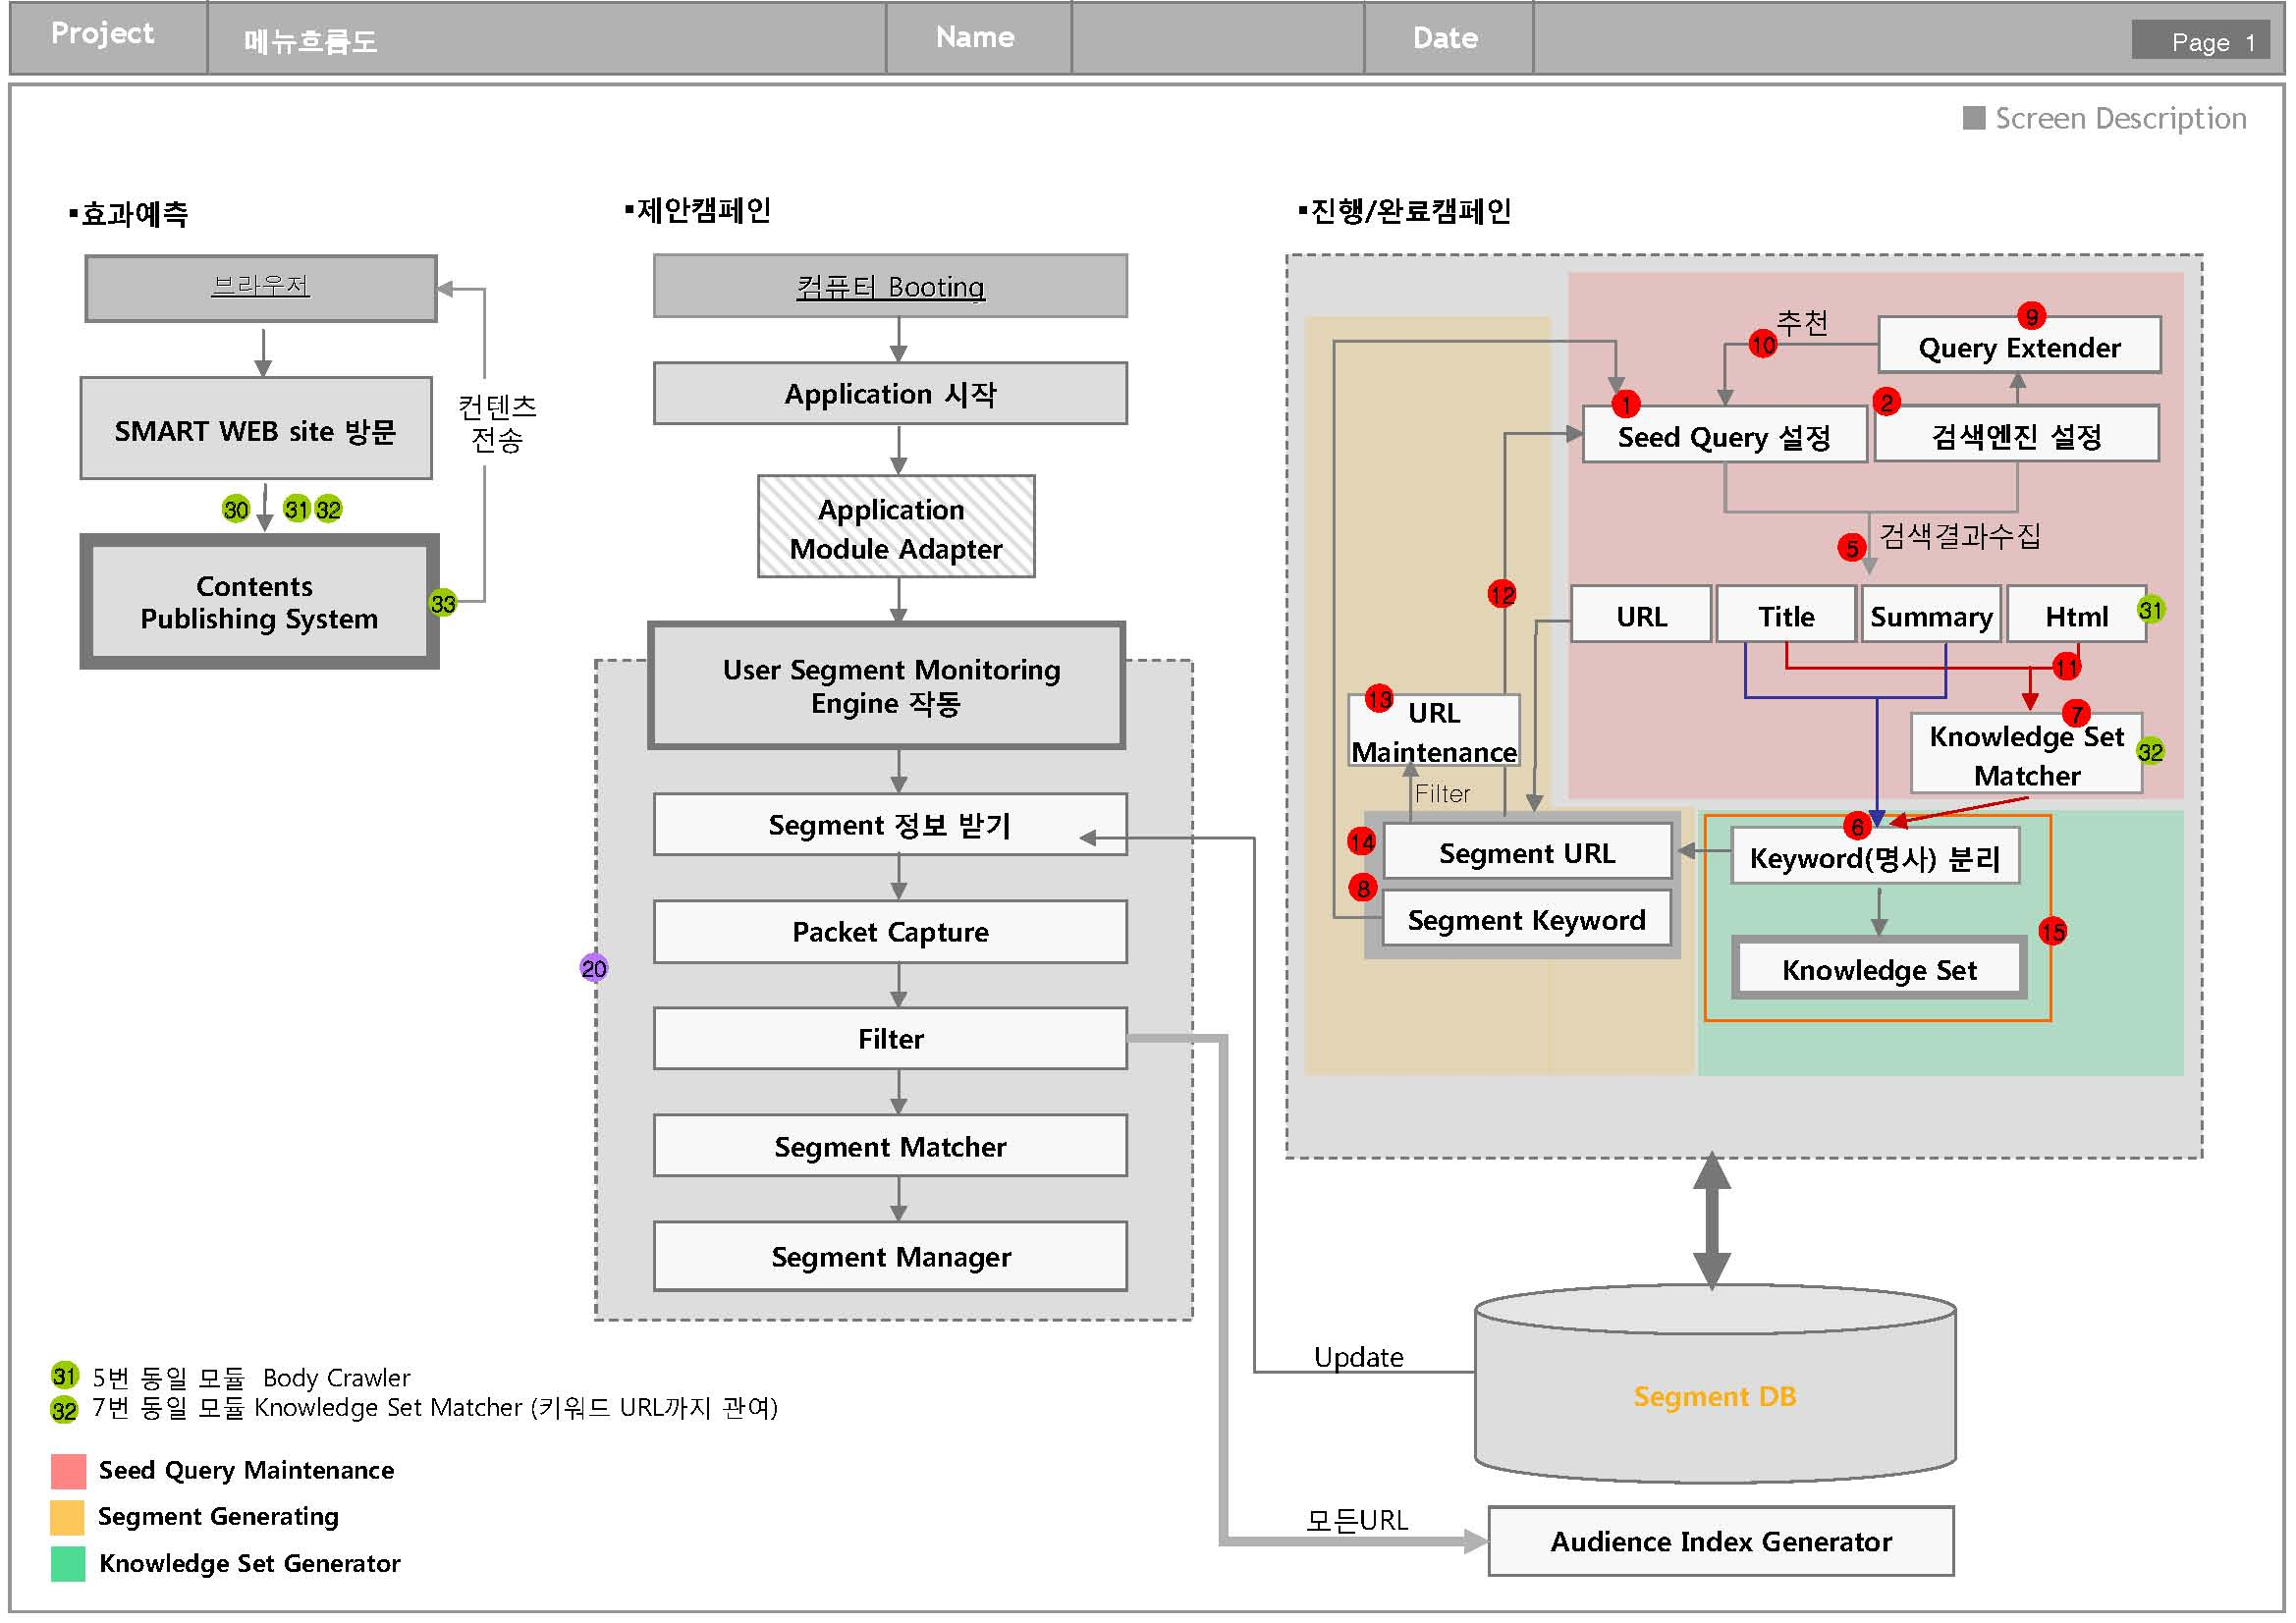 Project
메뉴흐름도
Name
Date
Page 1
Screen Description
효과예측
브라우저
SMART WEB site 방문
30
31
32
Contents
Publishing System
33
컨텐츠
전송
제안캠페인
컴퓨터 Booting
Application 시작
Application
Module Adapter
User Segment Monitoring
Engine 작동
Segment 정보 받기
Packet Capture
20
Filter
Segment Matcher
Segment Manager
진행/완료캠페인
9
추천
10
Query Extender
1
2
Seed Query 설정
검색엔진 설정
5
검색결과수집
12
URL
Title
Summary
Html
31
11
13
URL
Maintenance
7
Knowledge Set
Matcher
32
Filter
14
Segment URL
8
Segment Keyword
6
Keyword(명사) 분리
15
Knowledge Set
Update
Segment DB
모든URL
Audience Index Generator
31 5번 동일 모듈 Body Crawler
32 7번 동일 모듈 Knowledge Set Matcher (키워드 URL까지 관여)
Seed Query Maintenance
Segment Generating
Knowledge Set Generator